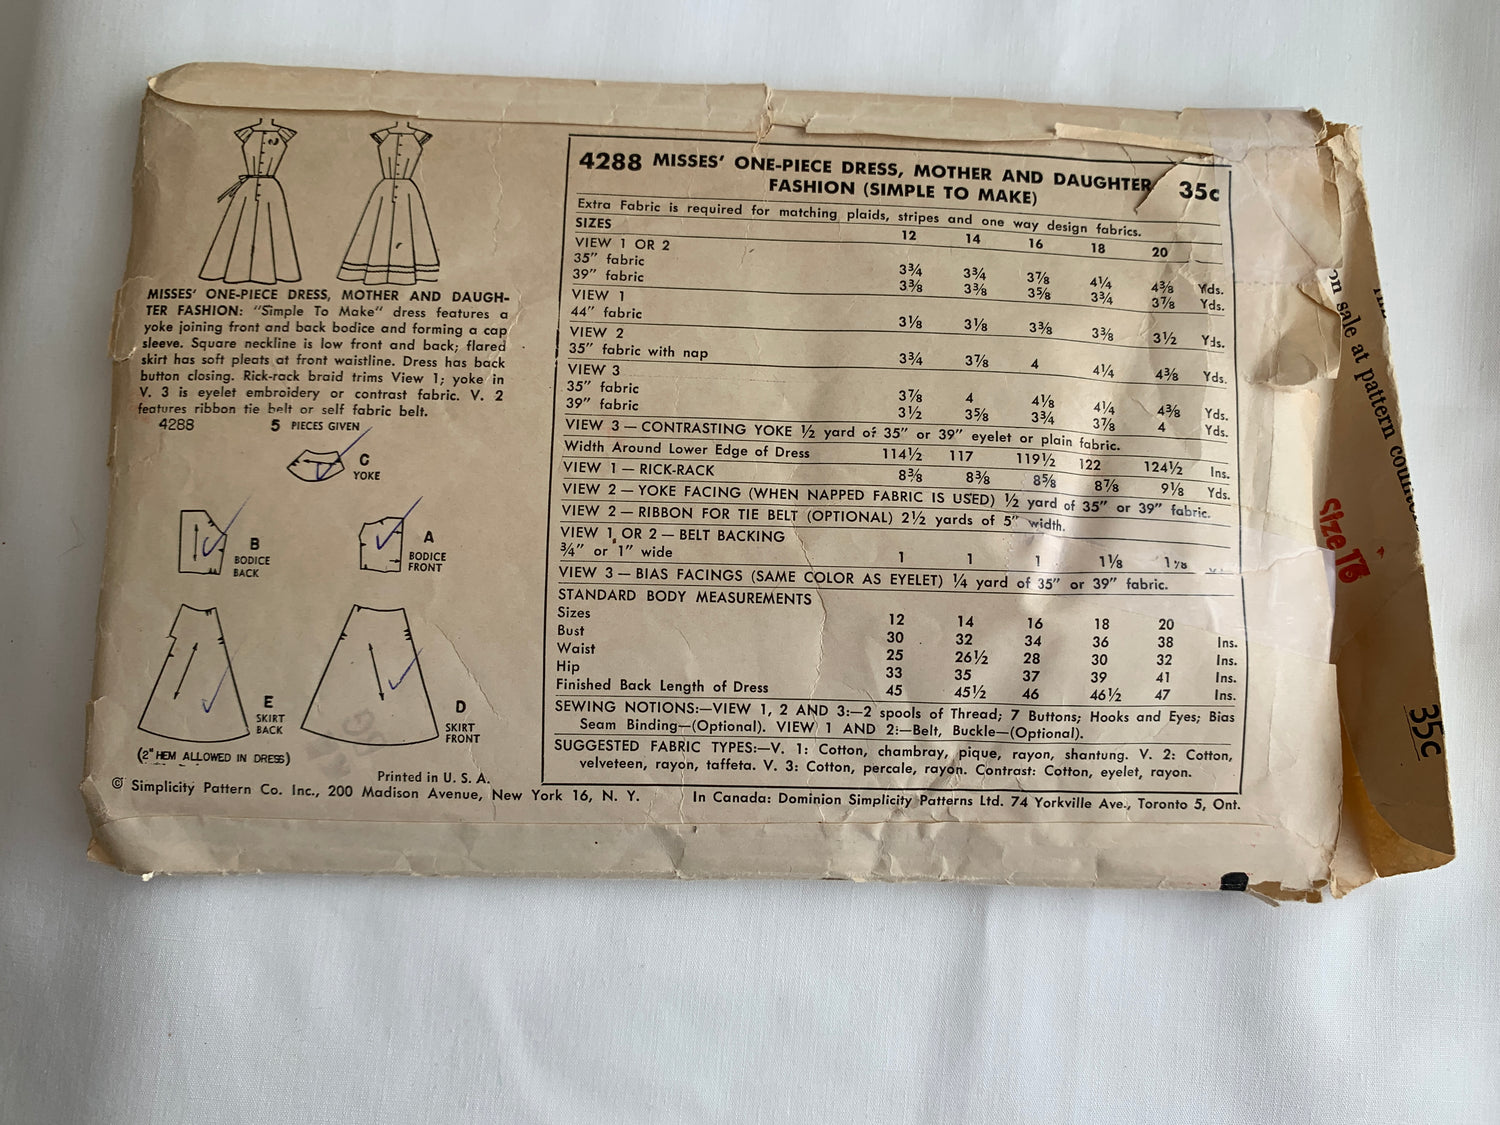 MISSES' ONE-PIECE DRESS, MOTHER AND DAUGH-
TER FASHION: "Simple To Make" dress features a
yoke joining front and back bodice and forming a cap
sleeve. Square neckline is low front and back; flared
skirt has soft pleats at front waistline. Dress has back
button closing. Rick-rack braid trims View 1; yoke in
V. 3 is eyelet embroidery or contrast fabric. V. 2
features ribbon tie belt or self fabric belt.
4288 5 PIECES GIVEN
C
YOKE
B
BODICE
BACK
A
BODICE
FRONT
E
SKIRT
BACK
D
SKIRT
FRONT
(2" HEM ALLOWED IN DRESS)
Printed in U. S. A.
© Simplicity Pattern Co. Inc., 200 Madison Avenue, New York 16, N. Y. In Canada: Dominion Simplicity Patterns Ltd. 74 Yorkville Ave., Toronto 5, Ont.
4288 MISSES' ONE-PIECE DRESS, MOTHER AND DAUGHTER 35c
FASHION (SIMPLE TO MAKE)
Extra Fabric is required for matching plaids, stripes and one way design fabrics.
SIZES 12 14 16 18 20
VIEW 1 OR 2
35" fabric 3¾ 3¾ 3⅞ 4¼ 4⅜ Yds.
39" fabric 3⅜ 3⅜ 3⅝ 3¾ 3⅞ Yds.
VIEW 1
44" fabric 3⅛ 3⅛ 3⅜ 3⅜ 3½ Yds.
VIEW 2
35" fabric with nap 3¾ 3⅞ 4 4¼ 4⅜ Yds.
VIEW 3
35" fabric 3⅞ 4 4⅛ 4¼ 4⅜ Yds.
39" fabric 3½ 3⅝ 3¾ 3⅞ 4 Yds.
VIEW 3 — CONTRASTING YOKE ½ yard of 35" or 39" eyelet or plain fabric.
Width Around Lower Edge of Dress 114½ 117 119½ 122 124½ Ins.
VIEW 1 — RICK-RACK 8⅜ 8⅜ 8⅝ 8⅞ 9⅛ Yds.
VIEW 2 — YOKE FACING (WHEN NAPPED FABRIC IS USED) ½ yard of 35" or 39" fabric.
VIEW 2 — RIBBON FOR TIE BELT (OPTIONAL) 2½ yards of 5" width.
VIEW 1 OR 2 — BELT BACKING
¾" or 1" wide 1 1 1 1⅛ 1⅛
VIEW 3 — BIAS FACINGS (SAME COLOR AS EYELET) ¼ yard of 35" or 39" fabric.
STANDARD BODY MEASUREMENTS
Sizes 12 14 16 18 20
Bust 30 32 34 36 38 Ins.
Waist 25 26½ 28 30 32 Ins.
Hip 33 35 37 39 41 Ins.
Finished Back Length of Dress 45 45½ 46 46½ 47 Ins.
SEWING NOTIONS:—VIEW 1, 2 AND 3:—2 spools of Thread; 7 Buttons; Hooks and Eyes; Bias
Seam Binding—(Optional). VIEW 1 AND 2:—Belt, Buckle—(Optional).
SUGGESTED FABRIC TYPES:—V. 1: Cotton, chambray, pique, rayon, shantung. V. 2: Cotton,
velveteen, rayon, taffeta. V. 3: Cotton, percale, rayon. Contrast: Cotton, eyelet, rayon.
on sale at pattern
Size 16
35c